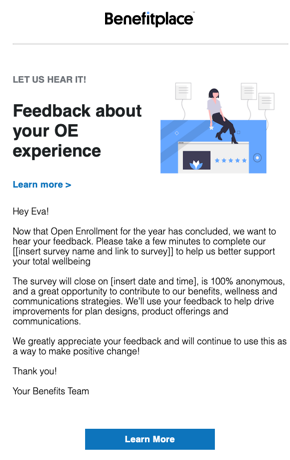 Benefitplace
LET US HEAR IT!
Feedback about
your OE
experience
Learn more >
Hey Eva!
Now that Open Enrollment for the year has concluded, we want to
hear your feedback. Please take a few minutes to complete our
[[insert survey name and link to survey]] to help us better support
your total wellbeing
The survey will close on [insert date and time], is 100% anonymous,
and a great opportunity to contribute to our benefits, wellness and
communications strategies. We'll use your feedback to help drive
improvements for plan designs, product offerings and
communications.
We greatly appreciate your feedback and will continue to use this as
a way to make positive change!
Thank you!
Your Benefits Team
Learn More